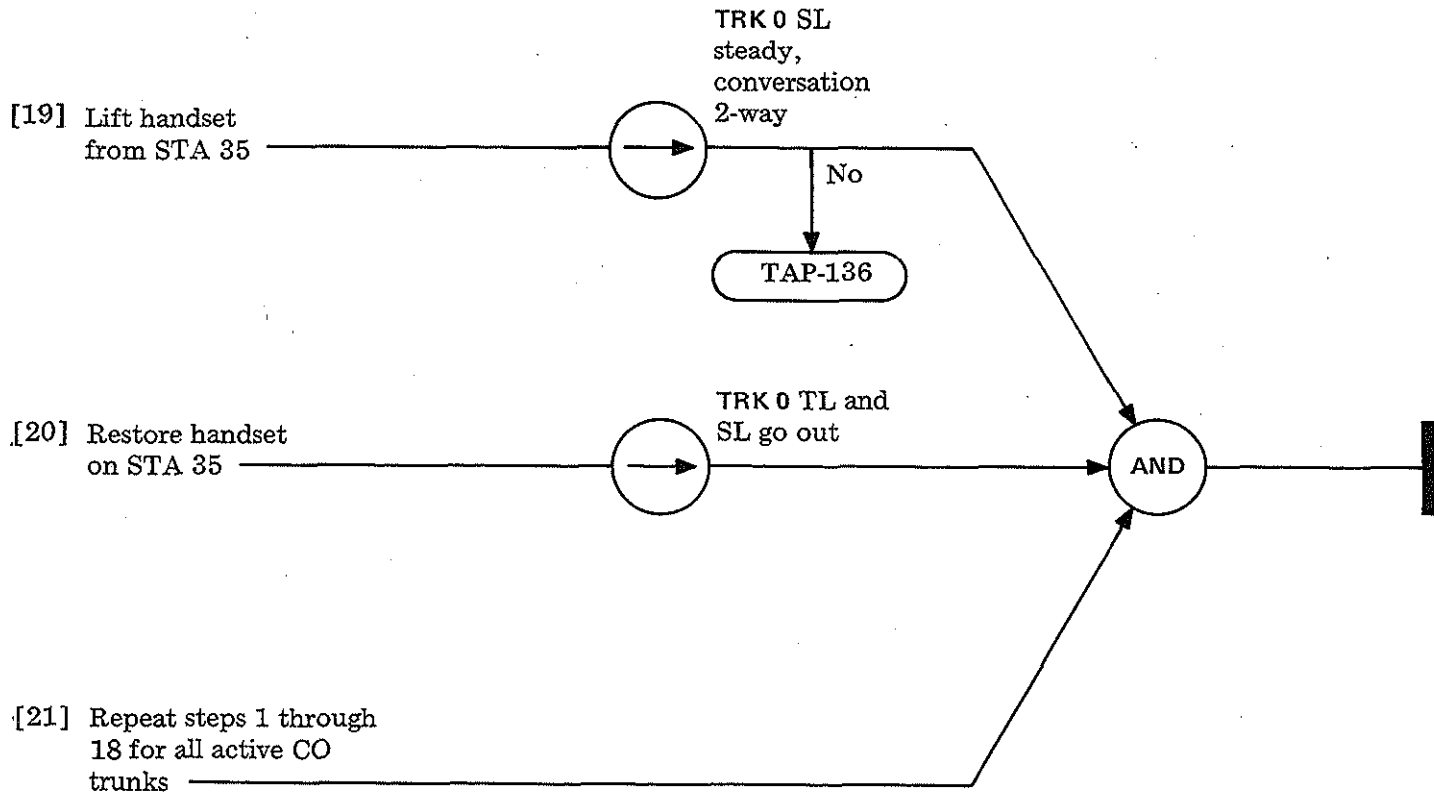 TRK 0 SL
steady,
conversation
2-way
[19] Lift handset
from STA 35
No
TAP-136
TRK 0 TL and
SL go out
[20] Restore handset
on STA 35
AND
[21] Repeat steps 1 through
18 for all active CO
trunks